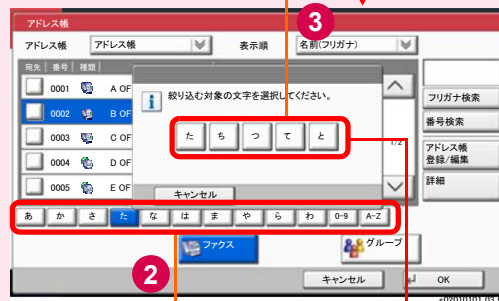 3
アドレス帳
アドレス帳 アドレス帳 表示順 名前(フリガナ)
宛先 番号 種類
0001 A OF
0002 B OF
0003 C OF
0004 D OF
0005 E OF
絞り込む対象の文字を選択してください。
た ち つ て と
キャンセル
1/2
フリガナ検索
番号検索
アドレス帳
登録/編集
詳細
あ か さ た な は ま や ら わ 0-9 A-Z
2
ファクス グループ
キャンセル OK
s02010101_03